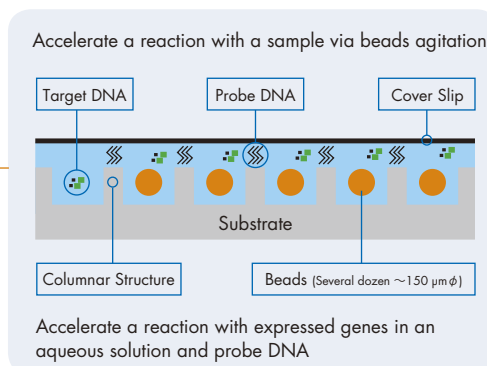 Accelerate a reaction with a sample via beads agitation
Target DNA
Probe DNA
Cover Slip
Substrate
Columnar Structure
Beads (Several dozen ～150 μmφ)
Accelerate a reaction with expressed genes in an
aqueous solution and probe DNA